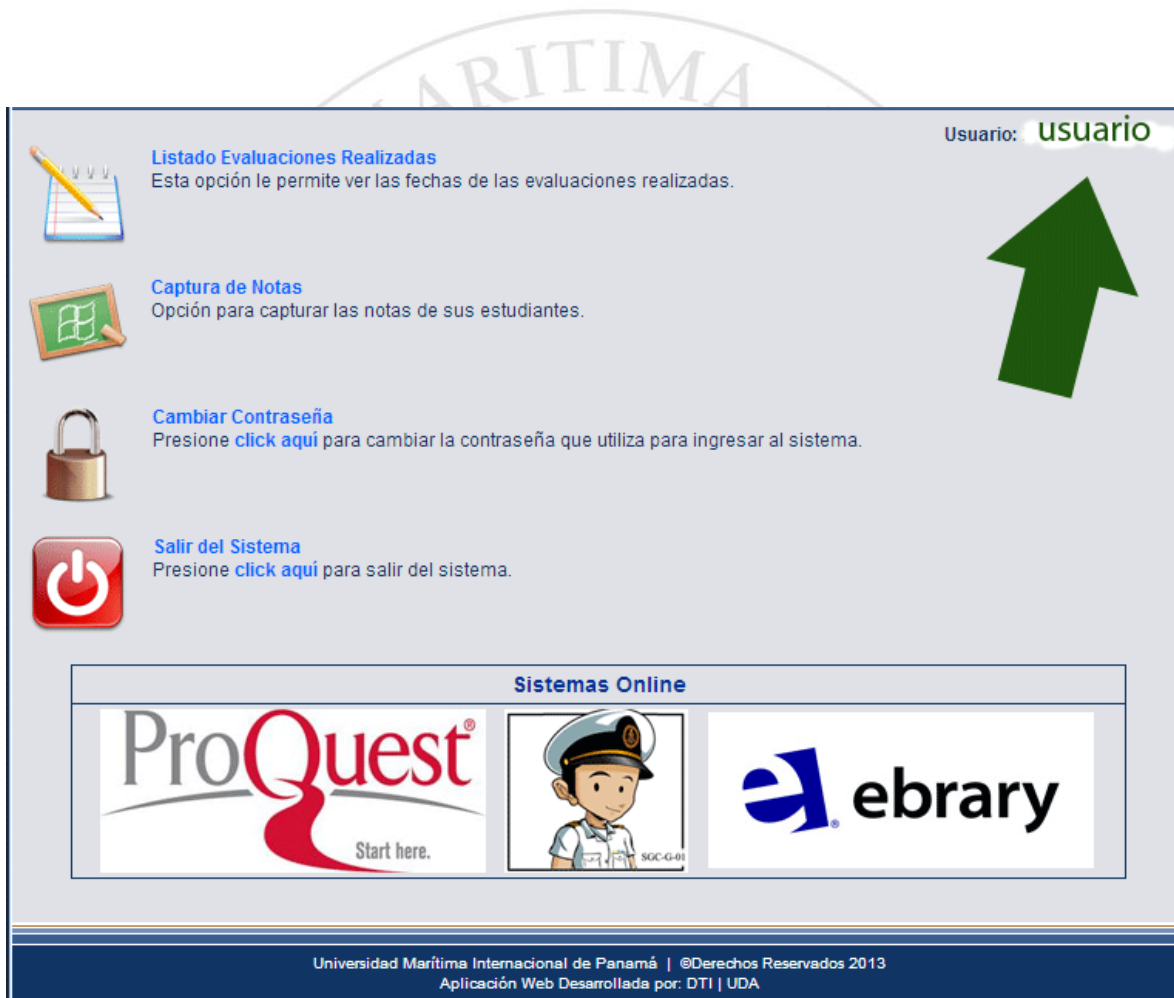 MARITIMA
Usuario: usuario
Listado Evaluaciones Realizadas
Esta opción le permite ver las fechas de las evaluaciones realizadas.
Captura de Notas
Opción para capturar las notas de sus estudiantes.
Cambiar Contraseña
Presione click aquí para cambiar la contraseña que utiliza para ingresar al sistema.
Salir del Sistema
Presione click aquí para salir del sistema.
Sistemas Online
ProQuest®
Start here.
SGC-G-01
e® ebrary
Universidad Marítima Internacional de Panamá | ©Derechos Reservados 2013
Aplicación Web Desarrollada por: DTI | UDA